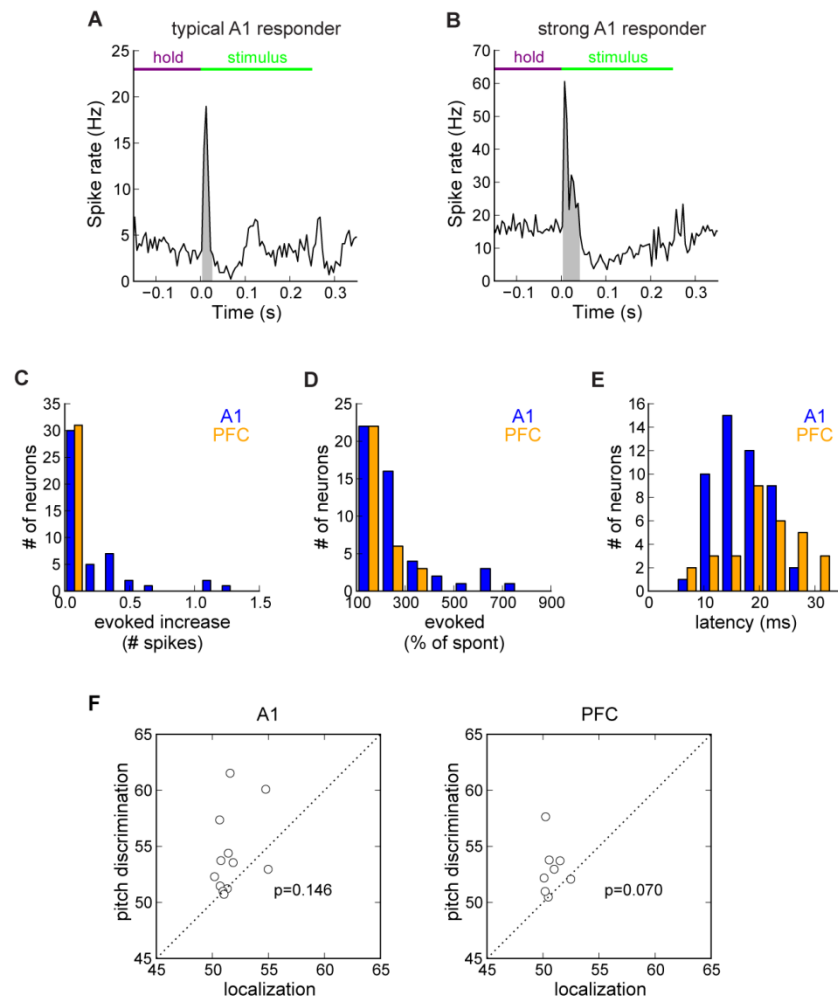 A typical A1 responder
B strong A1 responder
hold stimulus
hold stimulus
Spike rate (Hz)
25
20
15
10
5
0
−0.1 0.0 0.1 0.2 0.3
Time (s)
Spike rate (Hz)
70
60
50
40
30
20
10
0
−0.1 0.0 0.1 0.2 0.3
Time (s)
C
# of neurons
35
30
25
20
15
10
5
0
A1
PFC
0.0 0.5 1.0 1.5
evoked increase
(# spikes)
D
# of neurons
25
20
15
10
5
0
A1
PFC
100 300 500 700 900
evoked
(% of spont)
E
# of neurons
16
14
12
10
8
6
4
2
0
A1
PFC
0 10 20 30
latency (ms)
F
A1
pitch discrimination
65
60
55
50
45
p=0.146
45 50 55 60 65
localization
PFC
pitch discrimination
65
60
55
50
45
p=0.070
45 50 55 60 65
localization